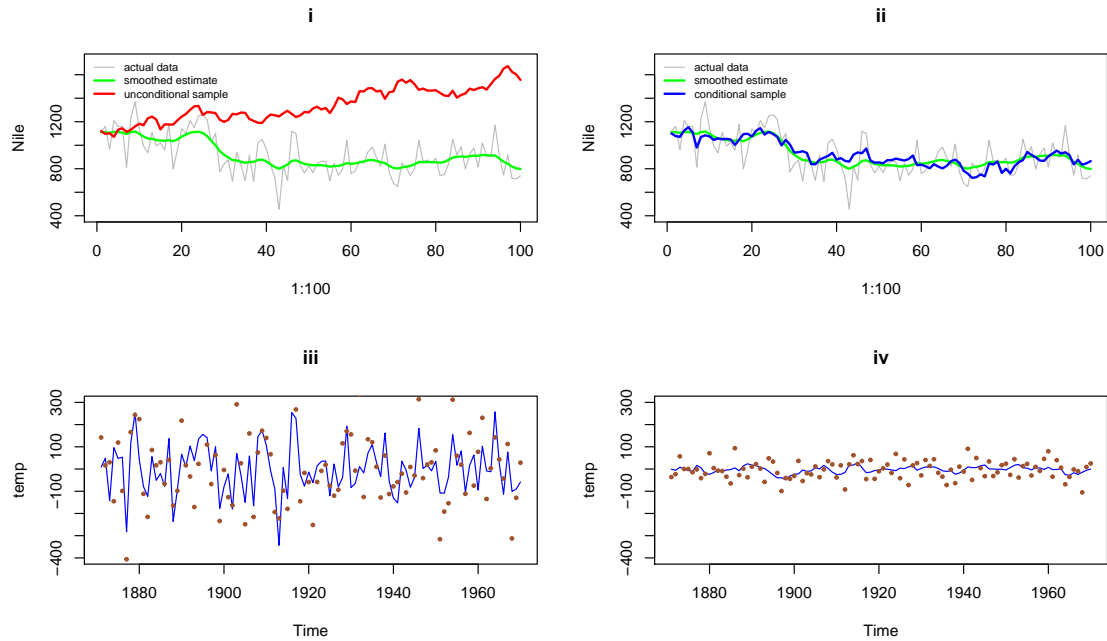 i
actual data
smoothed estimate
unconditional sample
Nile
400 800 1200
0 20 40 60 80 100
1:100
ii
actual data
smoothed estimate
conditional sample
Nile
400 800 1200
0 20 40 60 80 100
1:100
iii
temp
−400 −100 100 300
1880 1900 1920 1940 1960
Time
iv
temp
−400 −100 100 300
1880 1900 1920 1940 1960
Time